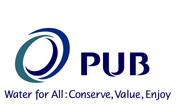 PUB
Water for All: Conserve, Value, Enjoy